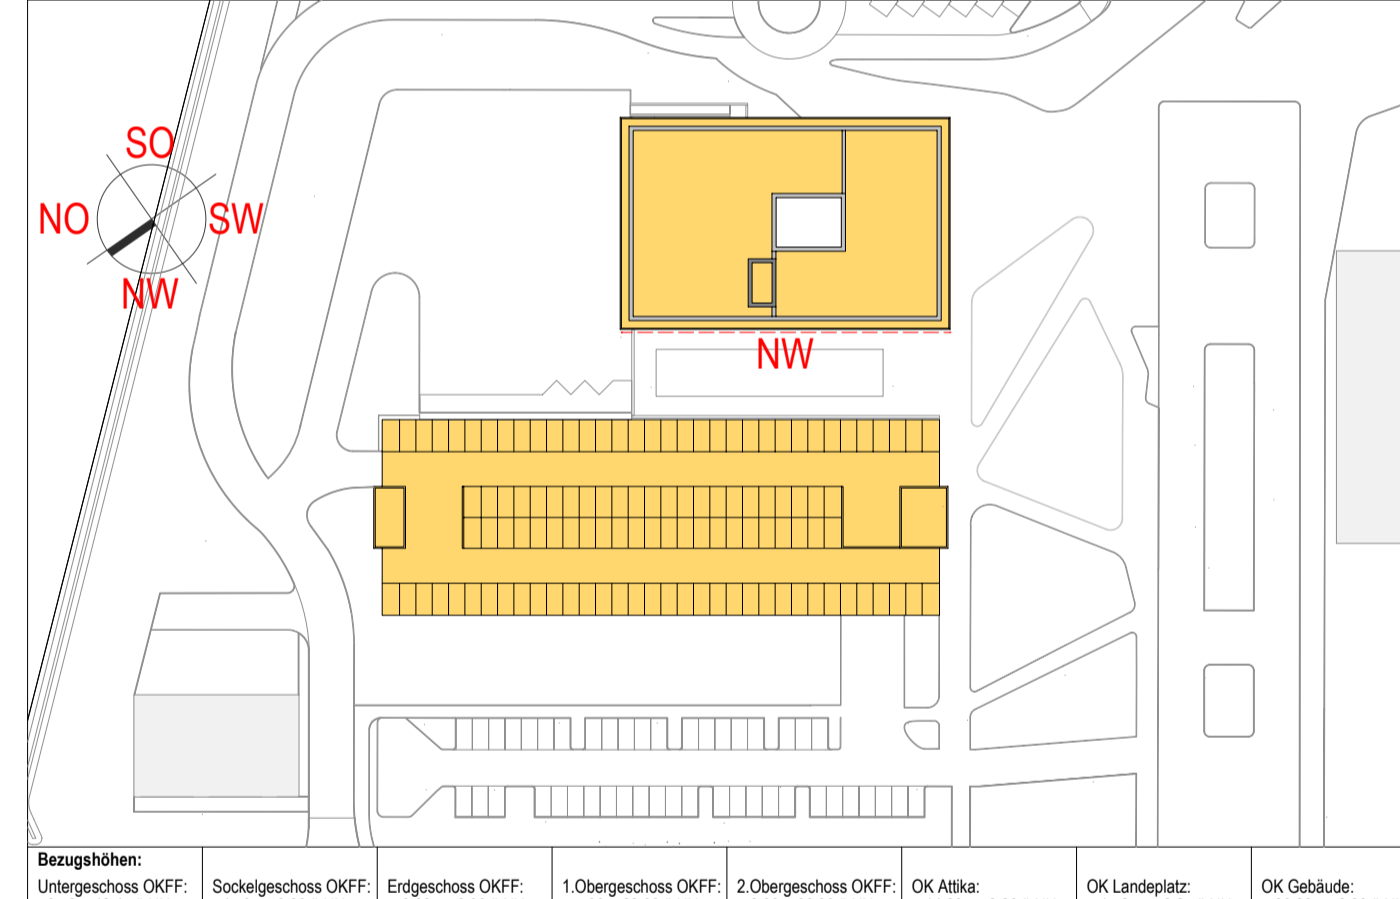 SO
NO
SW
NW
NW
Bezugshöhen:
Untergeschoss OKFF:
Sockelgeschoss OKFF:
Erdgeschoss OKFF:
1.Obergeschoss OKFF:
2.Obergeschoss OKFF:
OK Attika:
OK Landeplatz:
OK Gebäude: